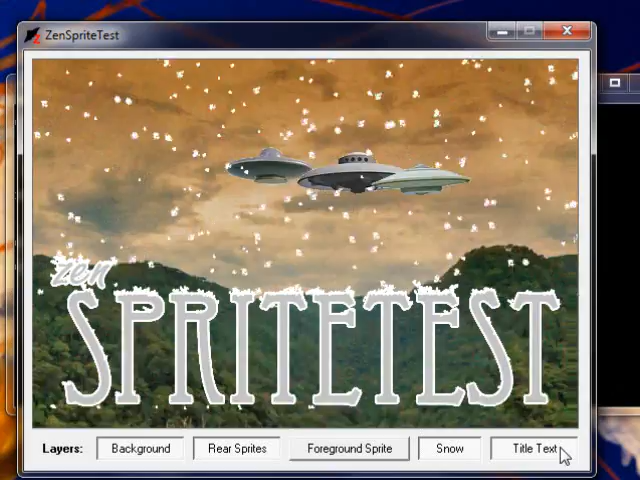 ZenSpriteTest
zen
SPRITETEST
Layers: Background Rear Sprites Foreground Sprite Snow Title Text